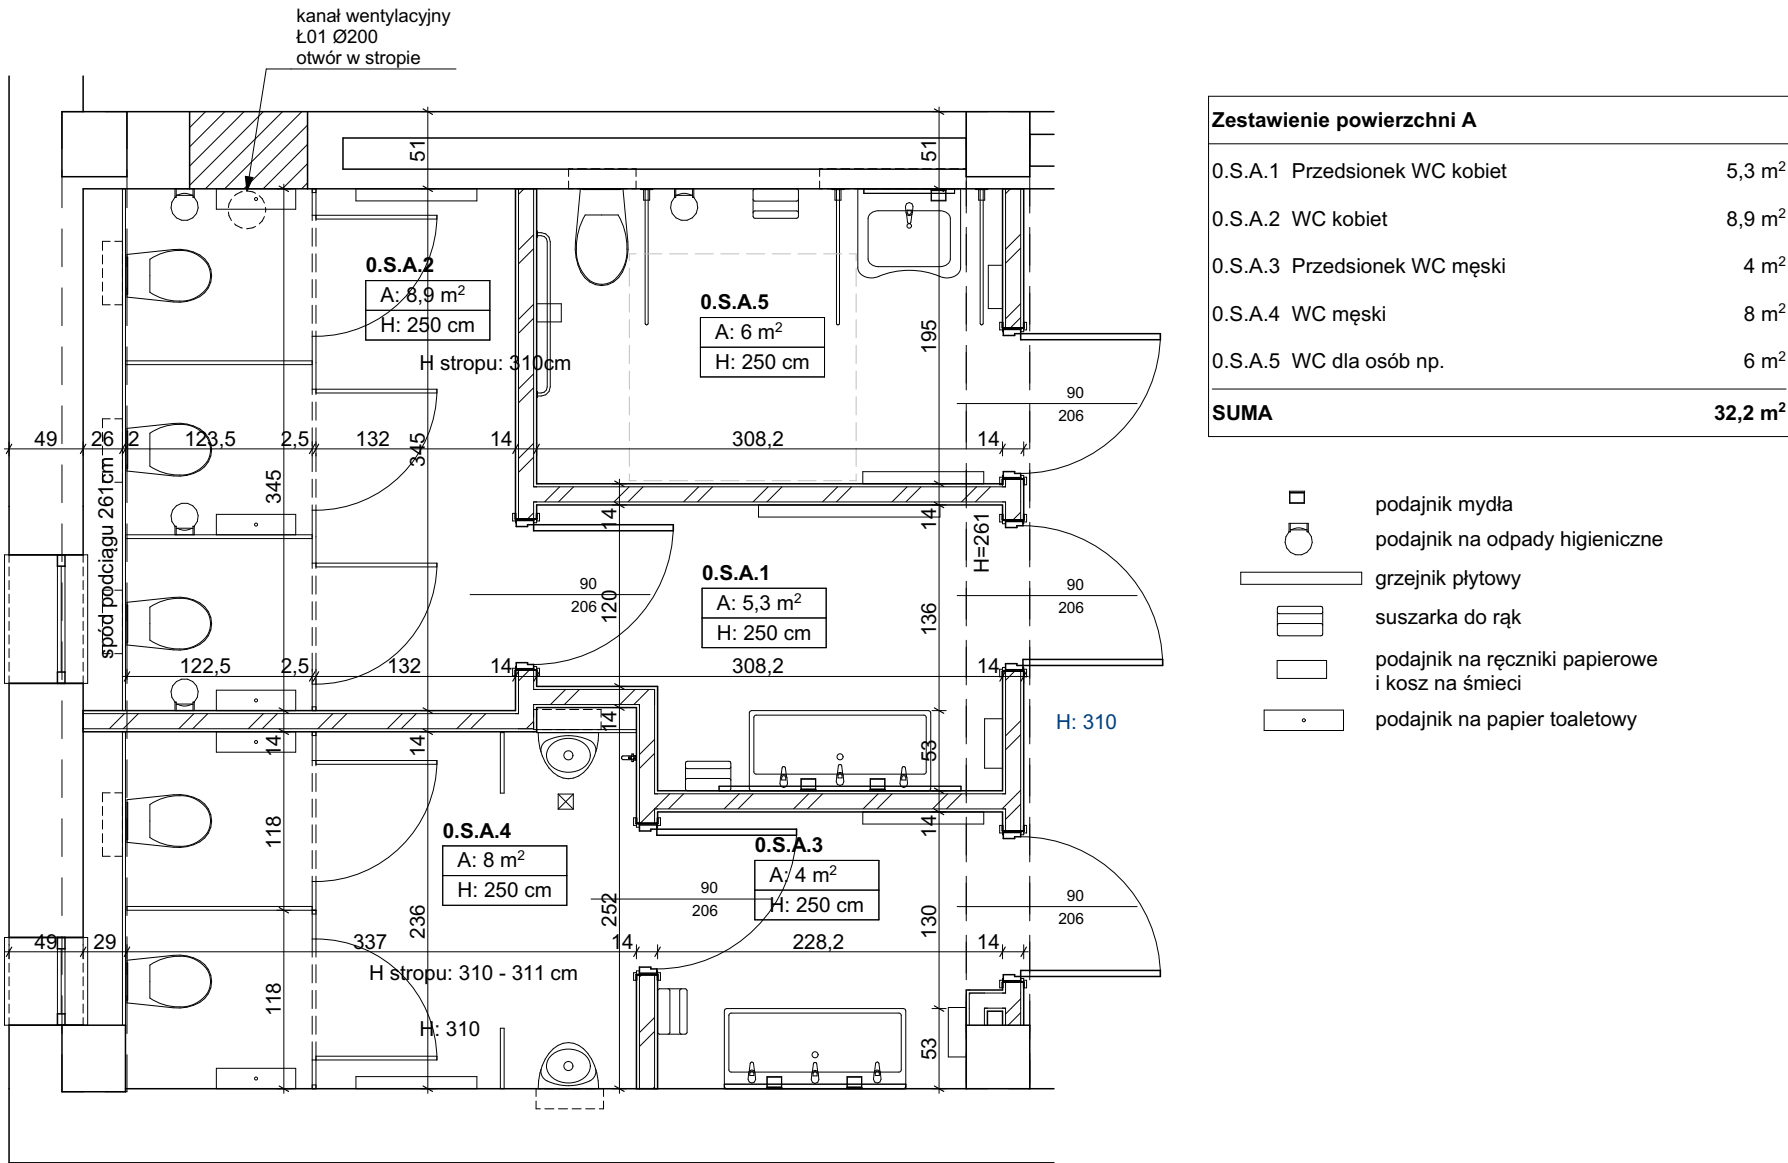 kanał wentylacyjny
Ł01 Ø200
otwór w stropie
51
51
0.S.A.2
A: 8,9 m²
H: 250 cm
H stropu: 310cm
0.S.A.5
A: 6 m²
H: 250 cm
195
90
206
49
26
2
123,5
2,5
132
14
308,2
14
345
345
spód podciągu 261cm
14
14
H=261
0.S.A.1
A: 5,3 m²
H: 250 cm
90
206
120
136
90
206
122,5
2,5
132
14
308,2
14
14
14
14
53
H: 310
118
0.S.A.4
A: 8 m²
H: 250 cm
14
0.S.A.3
A: 4 m²
H: 250 cm
90
206
236
252
130
90
206
49
29
337
14
228,2
14
H stropu: 310 - 311 cm
118
H: 310
53
Zestawienie powierzchni A
0.S.A.1 Przedsionek WC kobiet 5,3 m²
0.S.A.2 WC kobiet 8,9 m²
0.S.A.3 Przedsionek WC męski 4 m²
0.S.A.4 WC męski 8 m²
0.S.A.5 WC dla osób np. 6 m²
SUMA 32,2 m²
podajnik mydła
podajnik na odpady higieniczne
grzejnik płytowy
suszarka do rąk
podajnik na ręczniki papierowe
i kosz na śmieci
podajnik na papier toaletowy